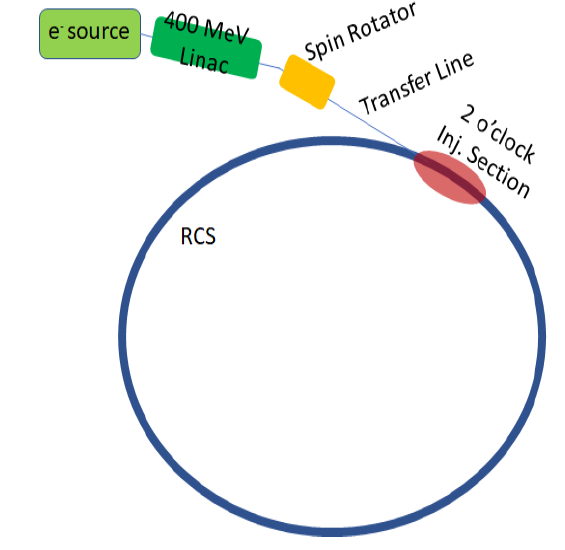 e- source
400 MeV
Linac
Spin Rotator
Transfer Line
2 o'clock
Inj. Section
RCS